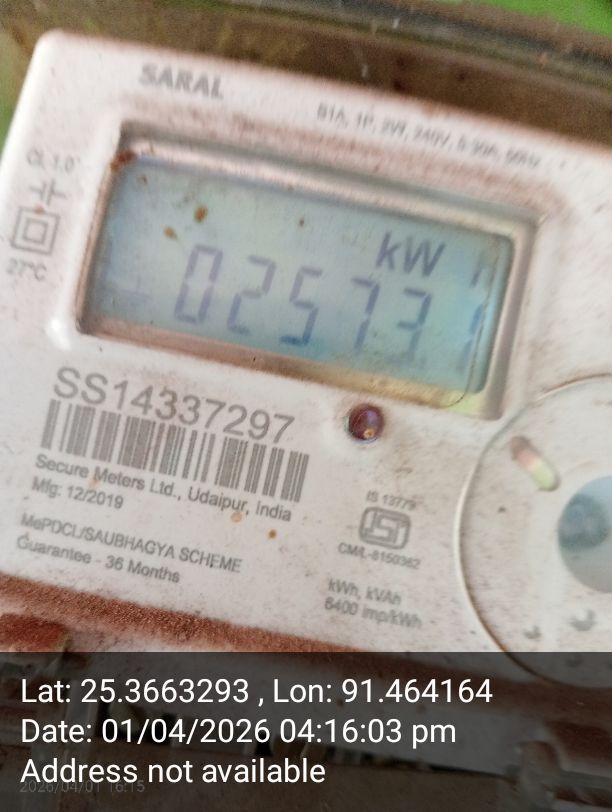 SARAL
B1A, 1P, 2W, 240V, 5-30A, 50Hz
CL 1.0
27°C
kW
025731
SS14337297
Secure Meters Ltd., Udaipur, India
Mfg: 12/2019
MePDCL/SAUBHAGYA SCHEME
Guarantee - 36 Months
IS 13779
CM/L-8150362
kWh, kVAh
6400 imp/kWh
Lat: 25.3663293 , Lon: 91.464164
Date: 01/04/2026 04:16:03 pm
Address not available
2026/04/01 16:15